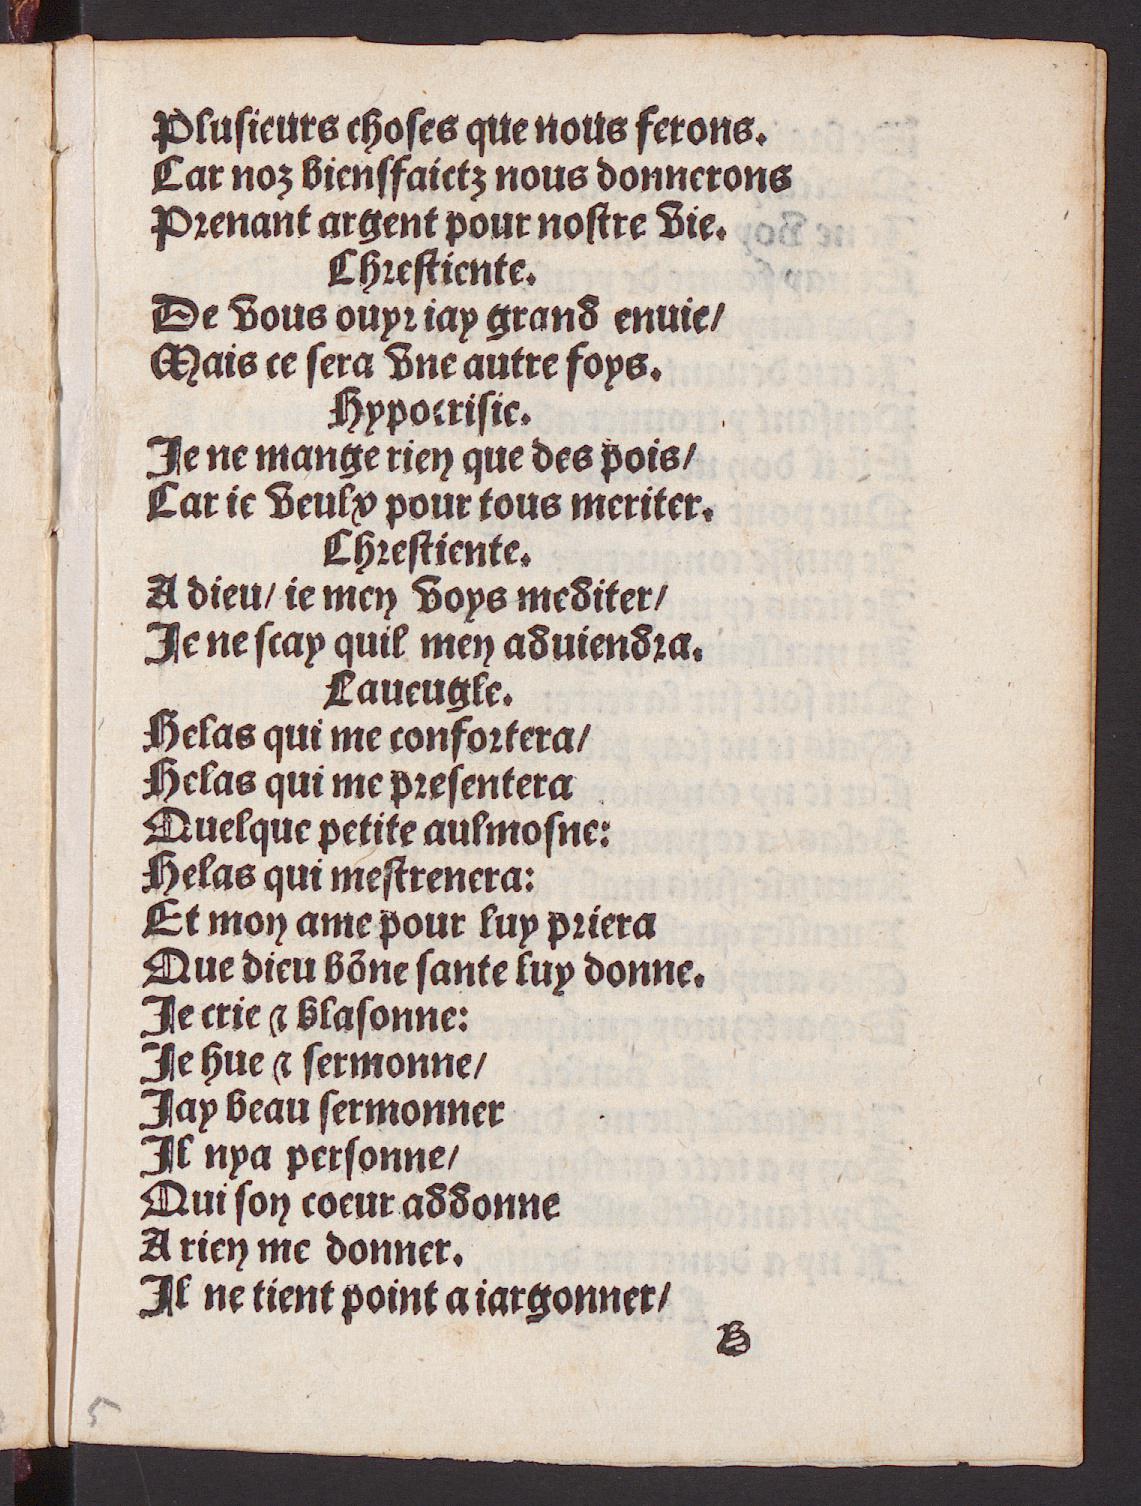 Plusieurs choses que nous ferons.
Car noz biensffaictz nous donnerons
Prenant argent pour nostre vie.
Chrestiente.
De vous ouyr iay grand enuie/
Mais ce sera vne autre foys.
Hypocrisie.
Je ne mange rien que des pois/
Car ie veulx pour tous meriter.
Chrestiente.
A dieu/ ie men voys mediter/
Je ne scay quil men aduiendra.
Laueugle.
Helas qui me confortera/
Helas qui me presentera
Quelque petite aulmosne:
Helas qui mestrenera:
Et mon ame pour luy priera
Que dieu bōne sante luy donne.
Je crie ⁊ blasonne:
Je hue ⁊ sermonne/
Jay beau sermonner
Il nya personne/
Qui son coeur addonne
A rien me donner.
Il ne tient point a iargonner/
B
5